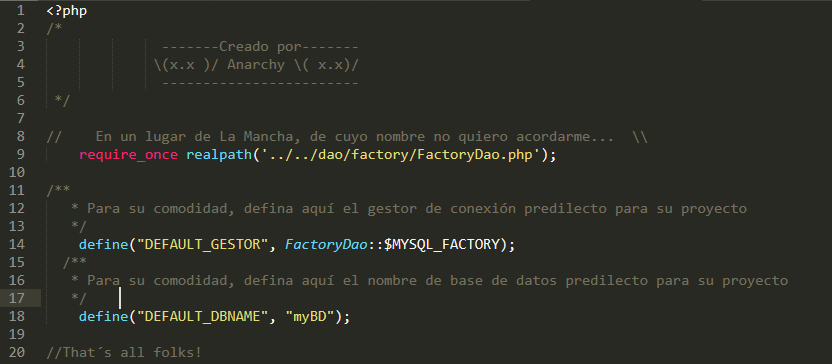 1 <?php
2 /*
3 -------Creado por-------
4 \(x.x )/ Anarchy \( x.x)/
5 ------------------------
6 */
7
8 //    En un lugar de La Mancha, de cuyo nombre no quiero acordarme...  \\
9 require_once realpath('../../dao/factory/FactoryDao.php');
10
11 /**
12 * Para su comodidad, defina aquí el gestor de conexión predilecto para su proyecto
13 */
14 define("DEFAULT_GESTOR", FactoryDao::$MYSQL_FACTORY);
15 /**
16 * Para su comodidad, defina aquí el nombre de base de datos predilecto para su proyecto
17 */
18 define("DEFAULT_DBNAME", "myBD");
19
20 //That´s all folks!